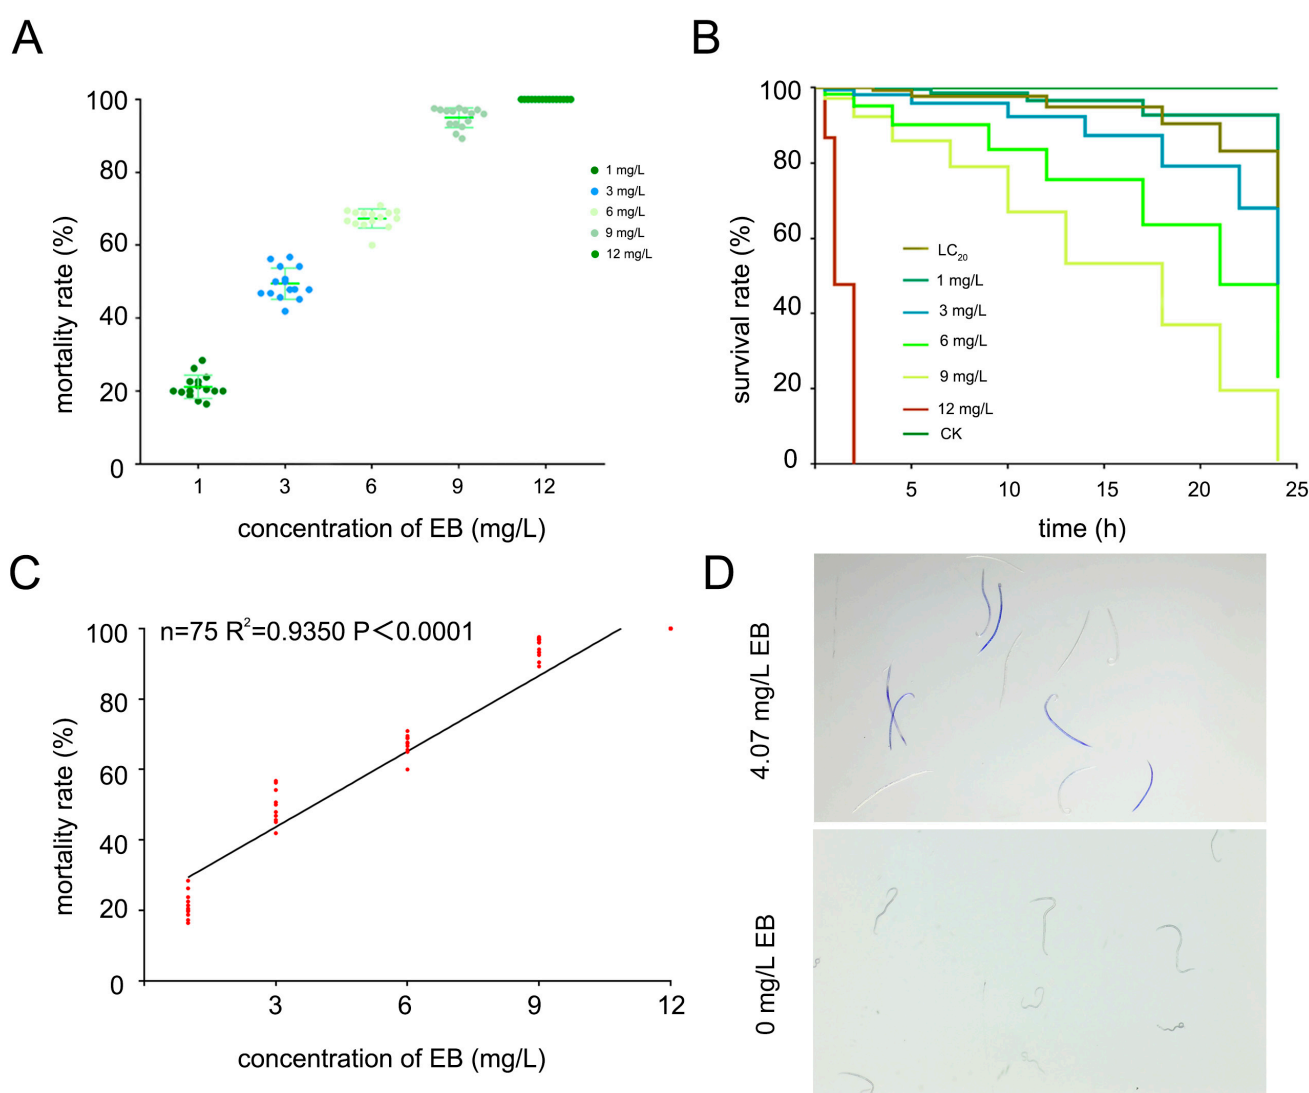 A
mortality rate (%)
100
80
60
40
20
0
1 3 6 9 12
concentration of EB (mg/L)
1 mg/L
3 mg/L
6 mg/L
9 mg/L
12 mg/L
B
survival rate (%)
100
80
60
40
20
0
5 10 15 20 25
time (h)
LC20
1 mg/L
3 mg/L
6 mg/L
9 mg/L
12 mg/L
CK
C
n=75 R²=0.9350 P<0.0001
mortality rate (%)
100
80
60
40
20
0
3 6 9 12
concentration of EB (mg/L)
D
4.07 mg/L EB
0 mg/L EB